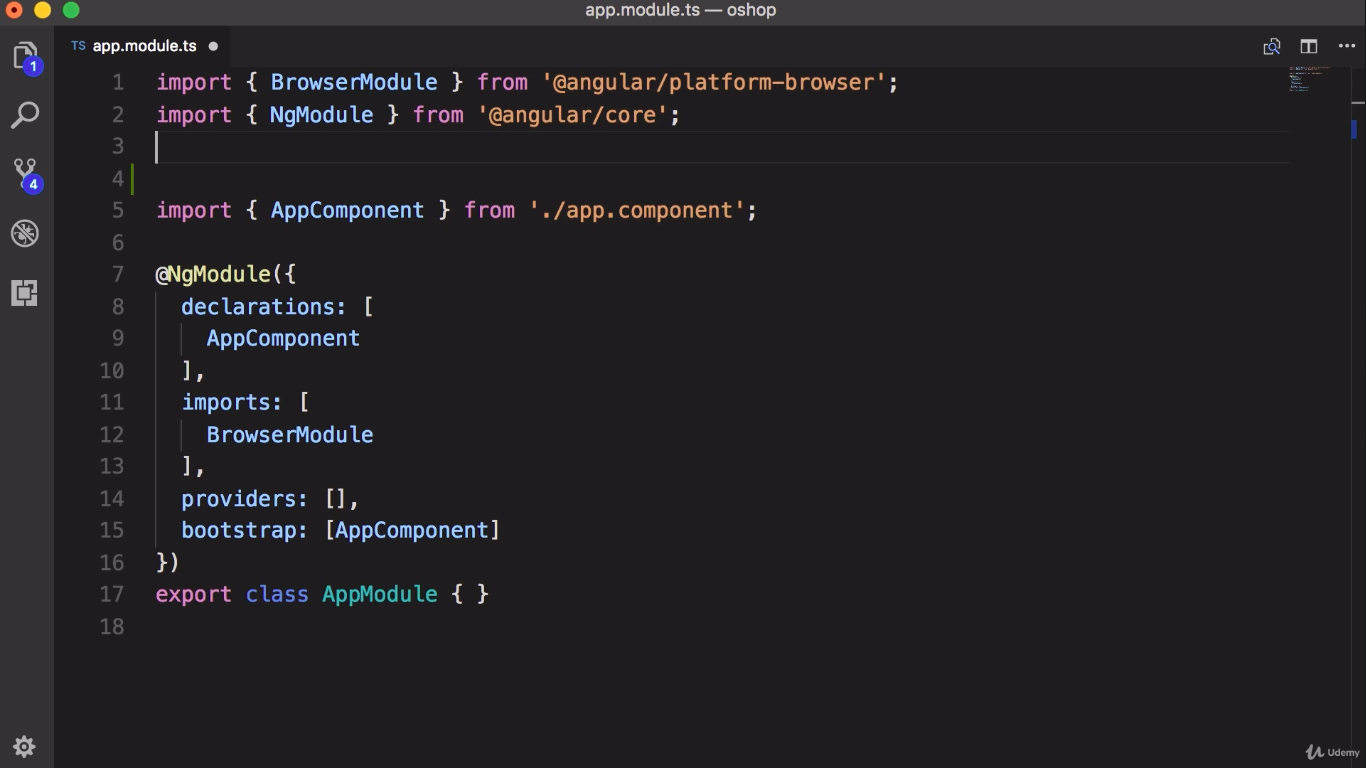 app.module.ts — oshop
TS app.module.ts
1
4
1 import { BrowserModule } from '@angular/platform-browser';
2 import { NgModule } from '@angular/core';
3
4
5 import { AppComponent } from './app.component';
6
7 @NgModule({
8 declarations: [
9 AppComponent
10 ],
11 imports: [
12 BrowserModule
13 ],
14 providers: [],
15 bootstrap: [AppComponent]
16 })
17 export class AppModule { }
18
Udemy